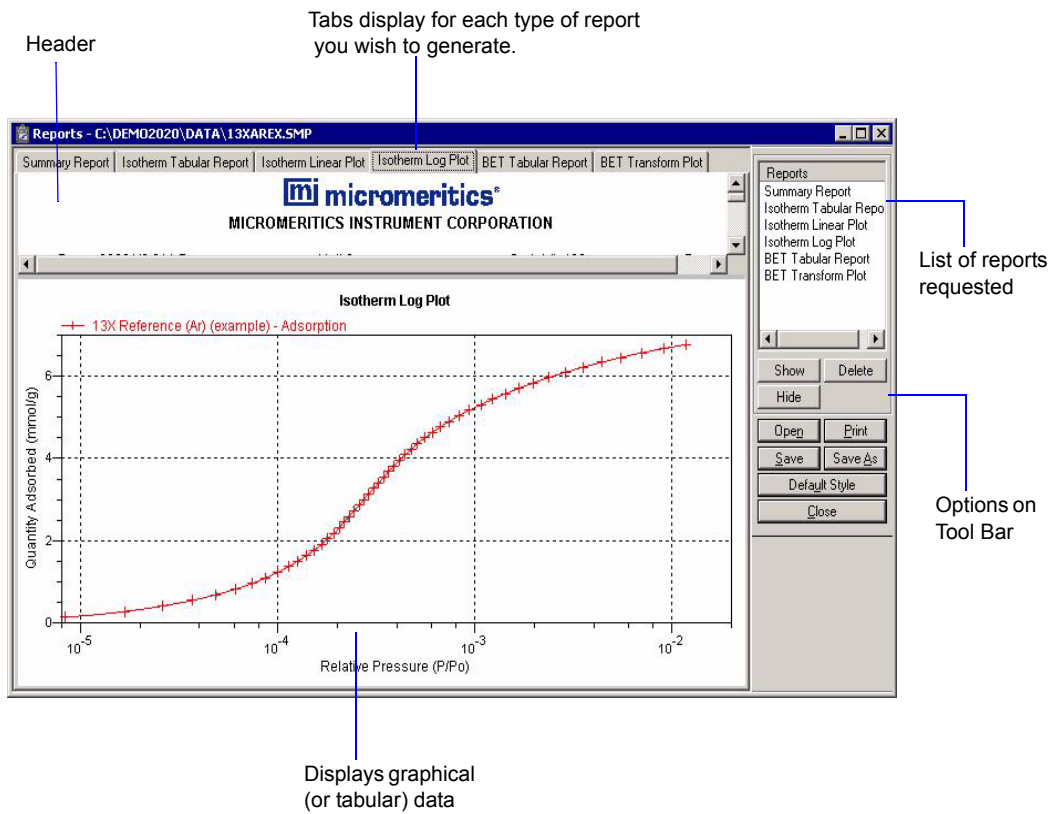 Tabs display for each type of report
you wish to generate.
Header
Reports - C:\DEMO2020\DATA\13XAREX.SMP
Summary Report
Isotherm Tabular Report
Isotherm Linear Plot
Isotherm Log Plot
BET Tabular Report
BET Transform Plot
mi micromeritics®
MICROMERITICS INSTRUMENT CORPORATION
Reports
Summary Report
Isotherm Tabular Repo
Isotherm Linear Plot
Isotherm Log Plot
BET Tabular Report
BET Transform Plot
List of reports
requested
Show
Delete
Hide
Open
Print
Save
Save As
Default Style
Close
Options on
Tool Bar
Isotherm Log Plot
13X Reference (Ar) (example) - Adsorption
Quantity Adsorbed (mmol/g)
6
4
2
0
10-5
10-4
10-3
10-2
Relative Pressure (P/Po)
Displays graphical
(or tabular) data